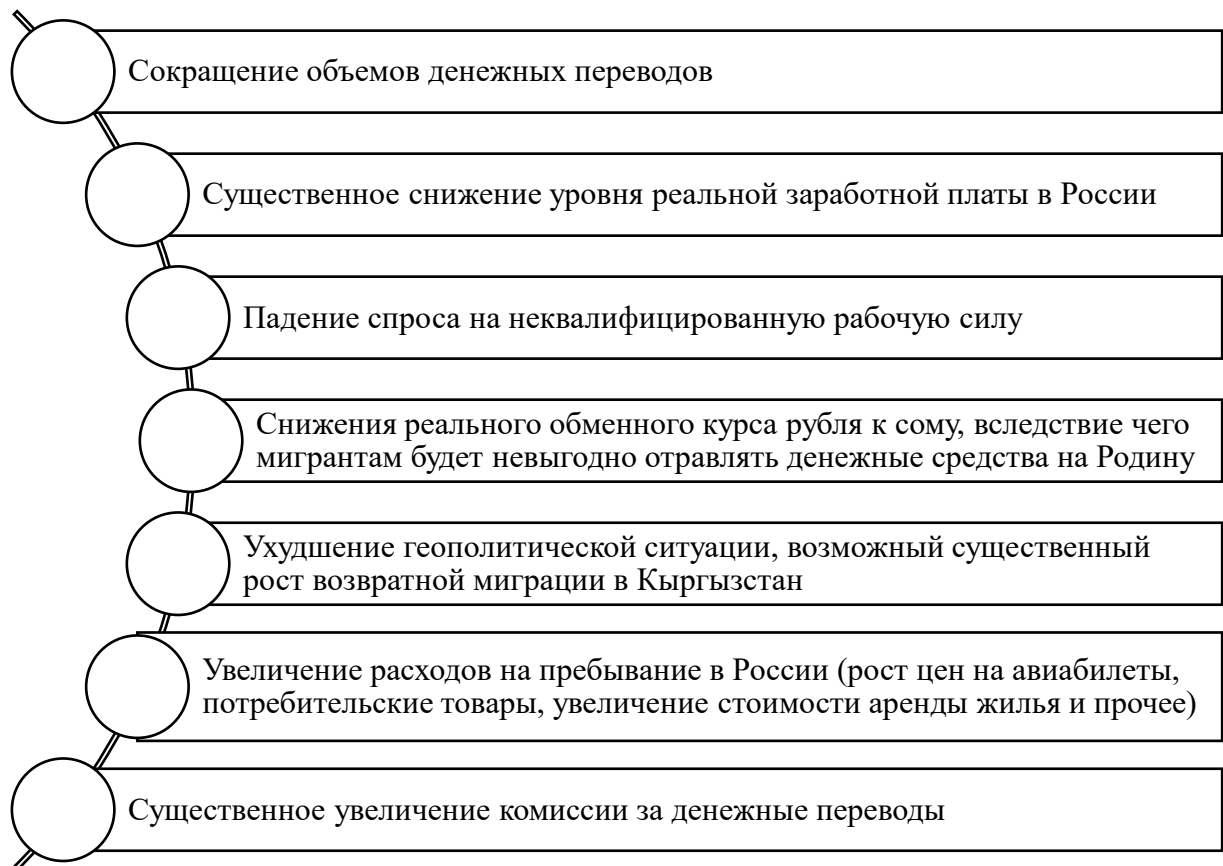 Сокращение объемов денежных переводов
Существенное снижение уровня реальной заработной платы в России
Падение спроса на неквалифицированную рабочую силу
Снижения реального обменного курса рубля к сому, вследствие чего
мигрантам будет невыгодно отравлять денежные средства на Родину
Ухудшение геополитической ситуации, возможный существенный
рост возвратной миграции в Кыргызстан
Увеличение расходов на пребывание в России (рост цен на авиабилеты,
потребительские товары, увеличение стоимости аренды жилья и прочее)
Существенное увеличение комиссии за денежные переводы